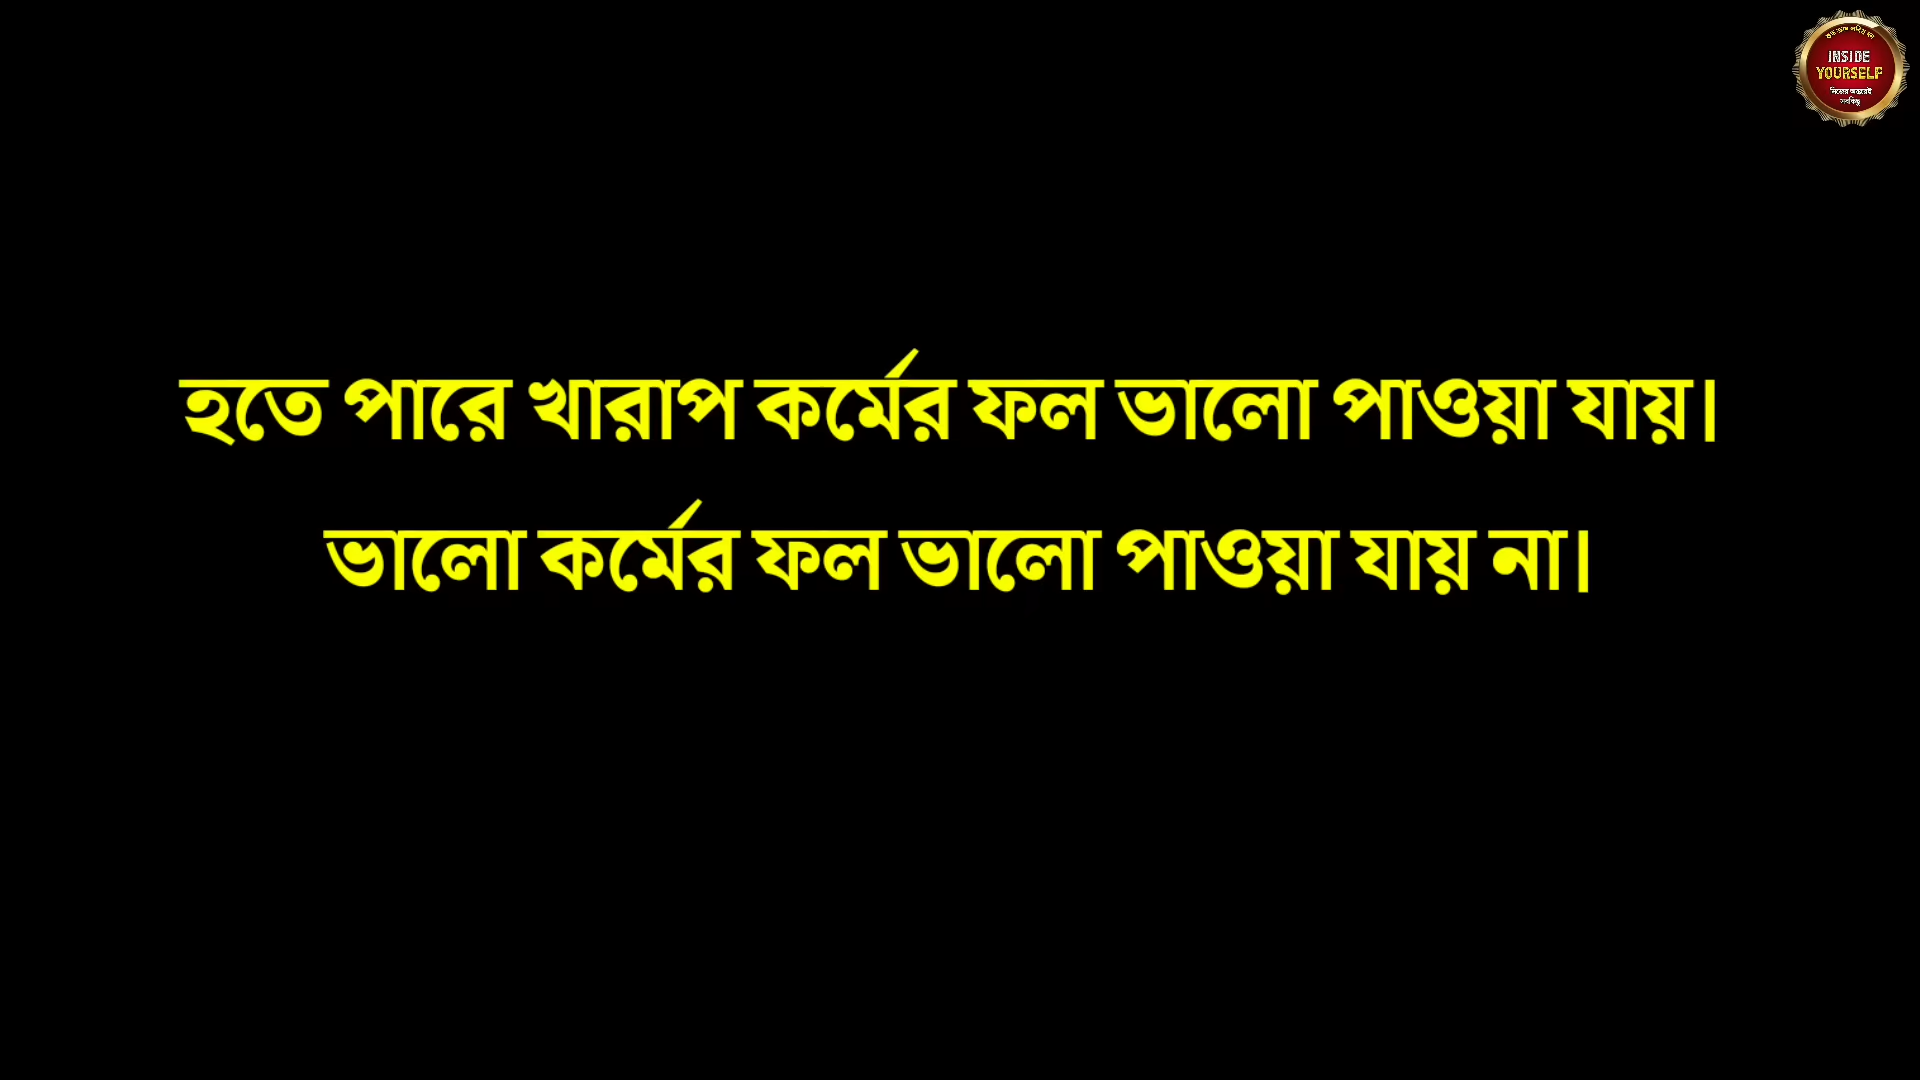 INSIDE
YOURSELF
হতে পারে খারাপ কর্মের ফল ভালো পাওয়া যায়।
ভালো কর্মের ফল ভালো পাওয়া যায় না।